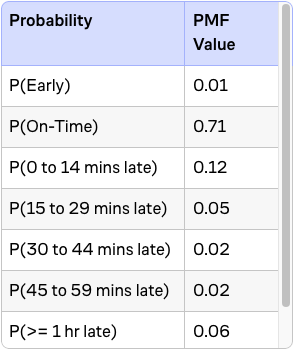 Probability PMF
Value
P(Early) 0.01
P(On-Time) 0.71
P(0 to 14 mins late) 0.12
P(15 to 29 mins late) 0.05
P(30 to 44 mins late) 0.02
P(45 to 59 mins late) 0.02
P(>= 1 hr late) 0.06